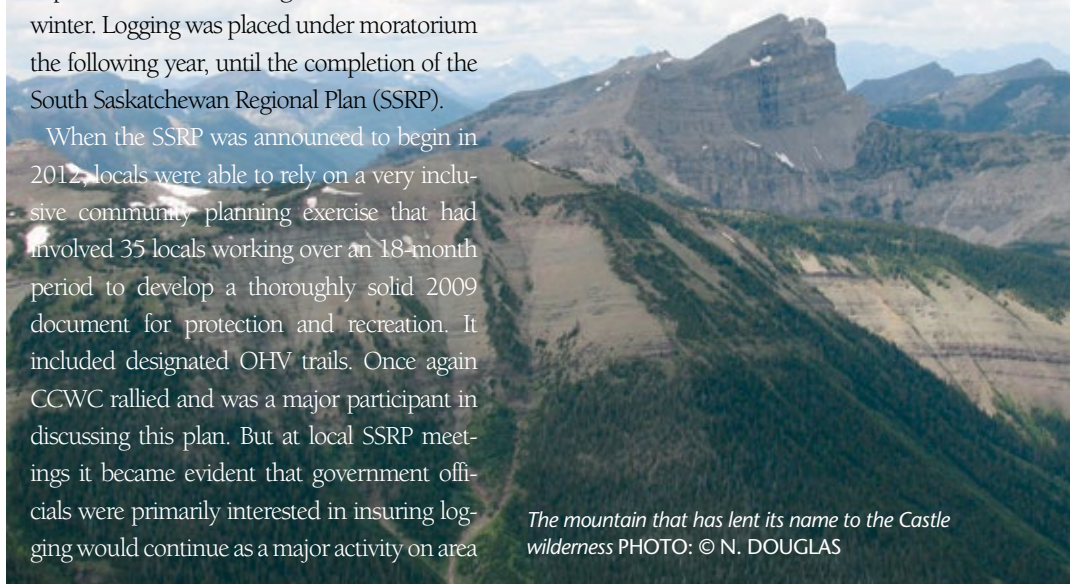 winter. Logging was placed under moratorium
the following year, until the completion of the
South Saskatchewan Regional Plan (SSRP).
When the SSRP was announced to begin in
2012, locals were able to rely on a very inclu-
sive community planning exercise that had
involved 35 locals working over an 18-month
period to develop a thoroughly solid 2009
document for protection and recreation. It
included designated OHV trails. Once again
CCWC rallied and was a major participant in
discussing this plan. But at local SSRP meet-
ings it became evident that government offi-
cials were primarily interested in insuring log-
ging would continue as a major activity on area
The mountain that has lent its name to the Castle
wilderness PHOTO: © N. DOUGLAS